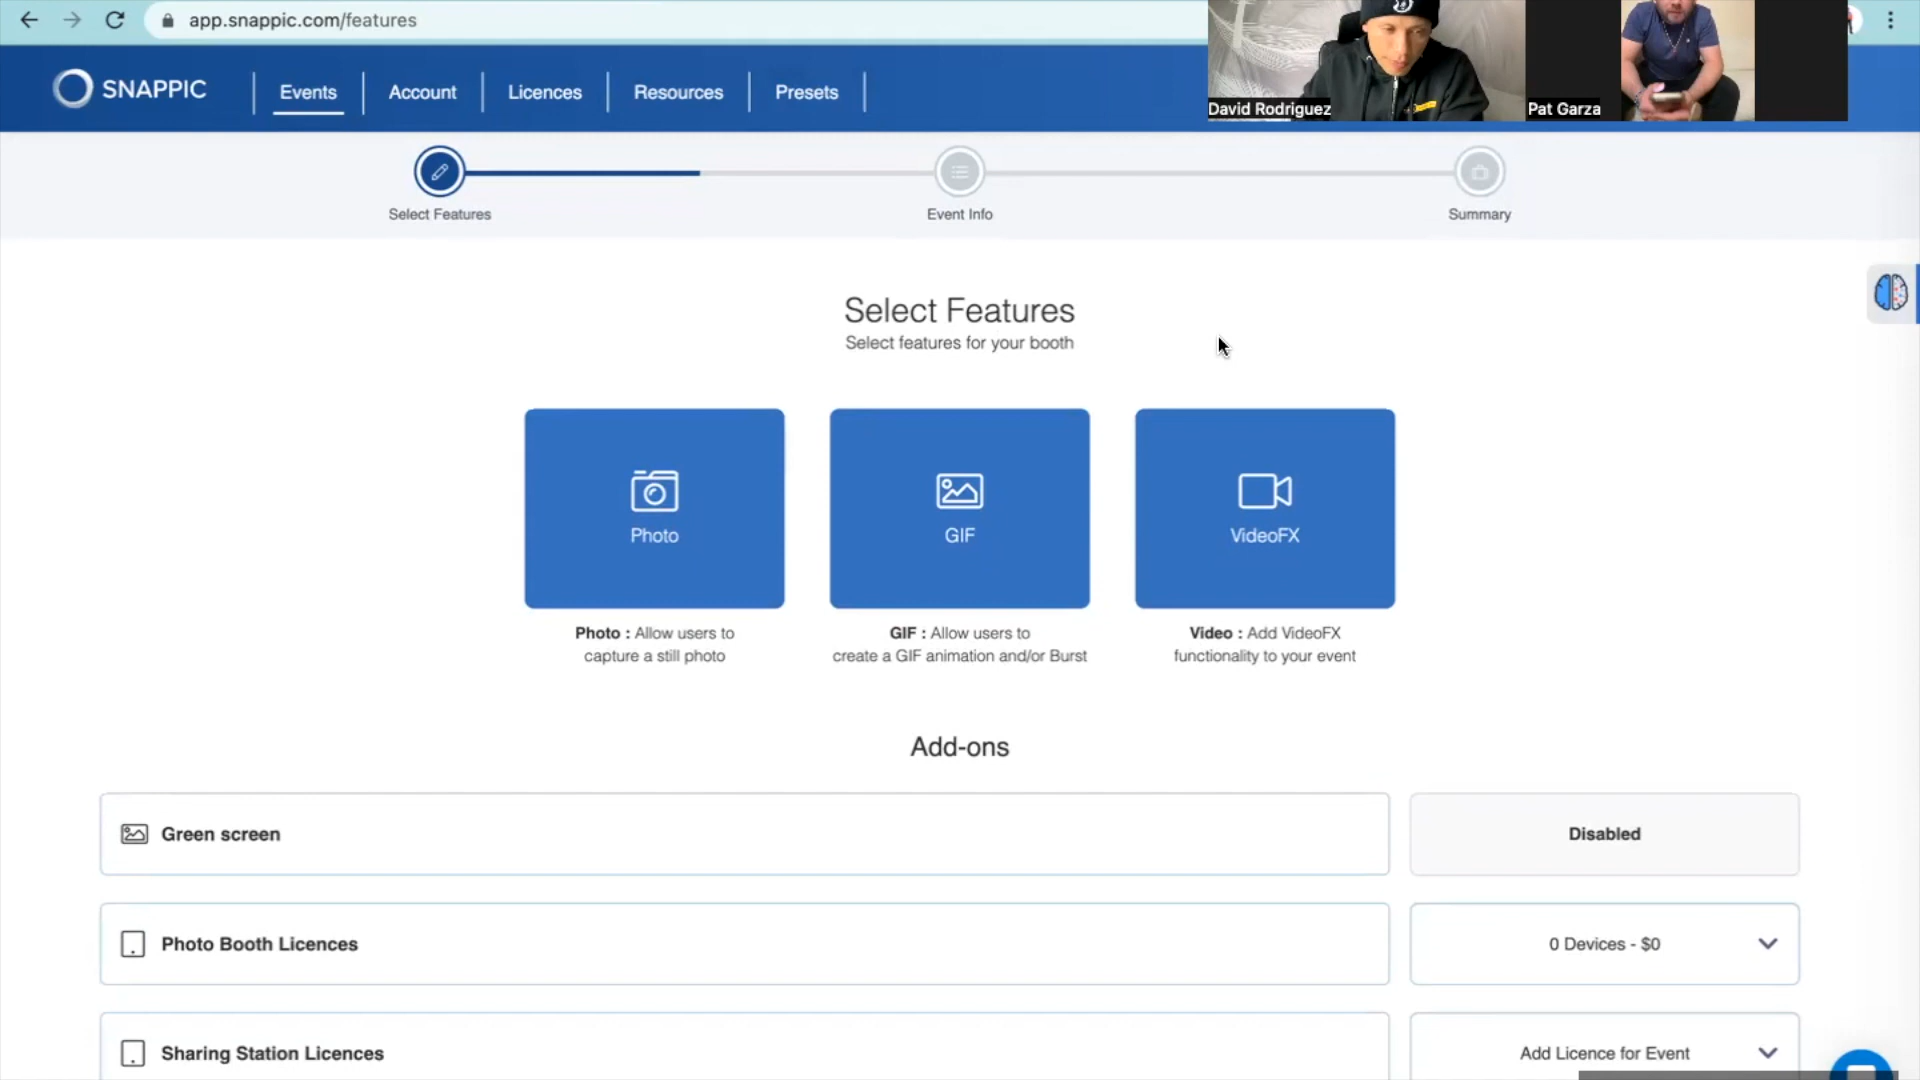 app.snappic.com/features
SNAPPIC
Events
Account
Licences
Resources
Presets
David Rodriguez
Pat Garza
Select Features
Event Info
Summary
Select Features
Select features for your booth
Photo
GIF
VideoFX
Photo : Allow users to
capture a still photo
GIF : Allow users to
create a GIF animation and/or Burst
Video : Add VideoFX
functionality to your event
Add-ons
Green screen
Disabled
Photo Booth Licences
0 Devices - $0
Sharing Station Licences
Add Licence for Event